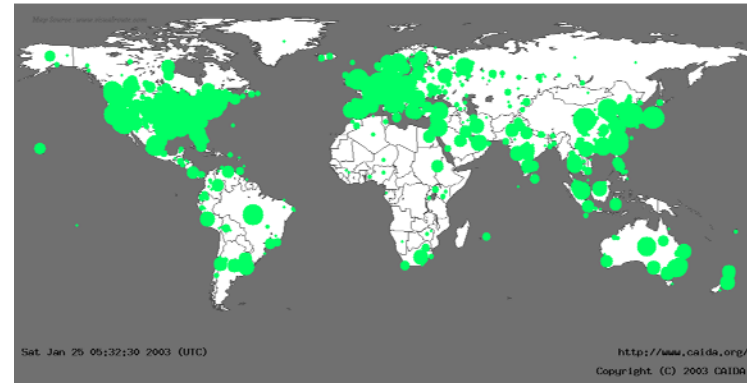 Map Source: www.visualroute.com
Sat Jan 25 05:32:30 2003 (UTC)
http://www.caida.org/
Copyright (C) 2003 CAIDA